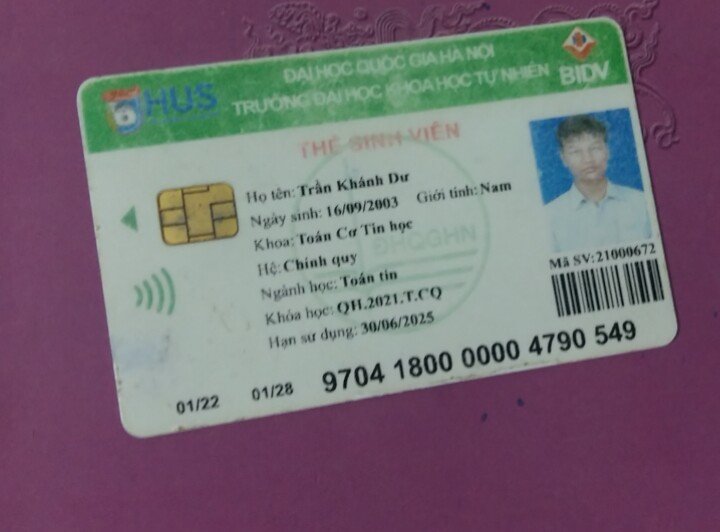 HUS
ĐẠI HỌC QUỐC GIA HÀ NỘI
TRƯỜNG ĐẠI HỌC KHOA HỌC TỰ NHIÊN
BIDV
THẺ SINH VIÊN
Họ tên: Trần Khánh Dư
Ngày sinh: 16/09/2003 Giới tính: Nam
Khoa: Toán Cơ Tin học
ĐHQGHN
Hệ: Chính quy
Ngành học: Toán tin
Khóa học: QH.2021.T.CQ
Hạn sử dụng: 30/06/2025
Mã SV: 21000672
9704 1800 0000 4790 549
01/22 01/28